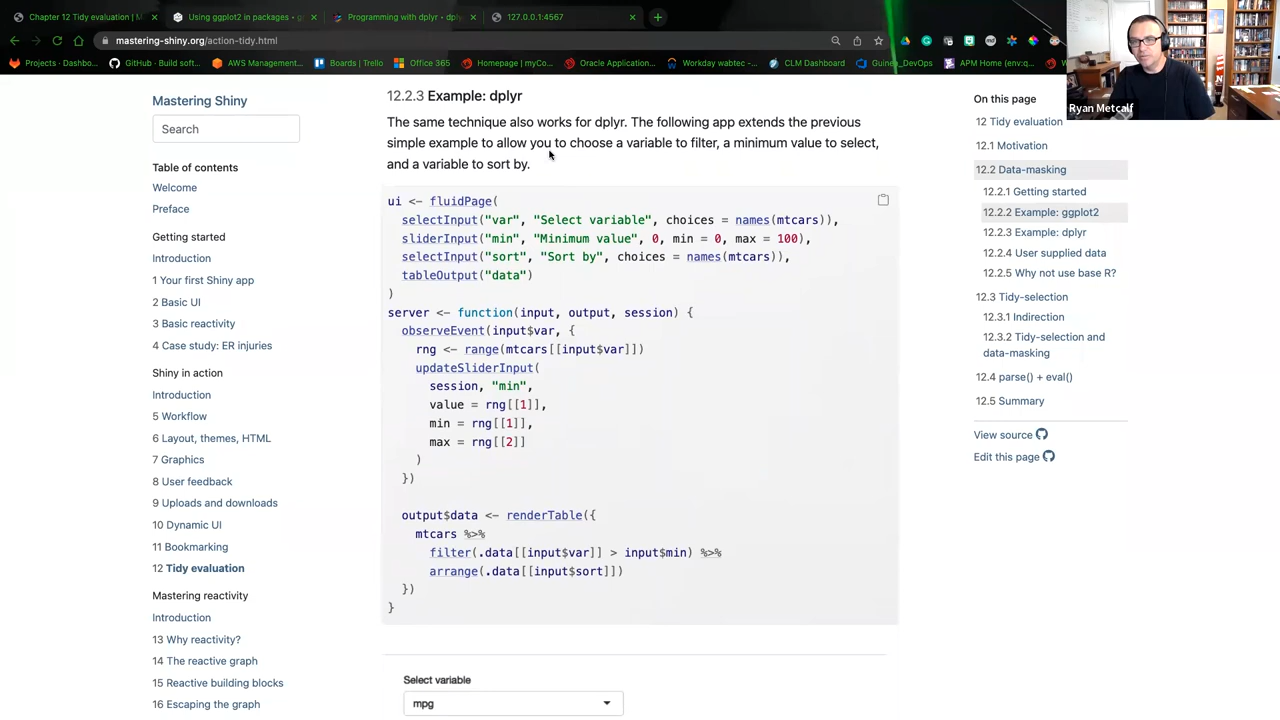 Chapter 12 Tidy evaluation |
Using ggplot2 in packages • g
Programming with dplyr • dply
127.0.0.1:4567
mastering-shiny.org/action-tidy.html
Projects · Dashbo...
GitHub · Build soft...
AWS Management...
Boards | Trello
Office 365
Homepage | myCo...
Oracle Application...
Workday wabtec -...
CLM Dashboard
Guinea_DevOps
APM Home (env:q...
Ryan Metcalf
Mastering Shiny
Search
Table of contents
Welcome
Preface
Getting started
Introduction
1 Your first Shiny app
2 Basic UI
3 Basic reactivity
4 Case study: ER injuries
Shiny in action
Introduction
5 Workflow
6 Layout, themes, HTML
7 Graphics
8 User feedback
9 Uploads and downloads
10 Dynamic UI
11 Bookmarking
12 Tidy evaluation
Mastering reactivity
Introduction
13 Why reactivity?
14 The reactive graph
15 Reactive building blocks
16 Escaping the graph
12.2.3 Example: dplyr
The same technique also works for dplyr. The following app extends the previous
simple example to allow you to choose a variable to filter, a minimum value to select,
and a variable to sort by.
ui <- fluidPage(
  selectInput("var", "Select variable", choices = names(mtcars)),
  sliderInput("min", "Minimum value", 0, min = 0, max = 100),
  selectInput("sort", "Sort by", choices = names(mtcars)),
  tableOutput("data")
)
server <- function(input, output, session) {
  observeEvent(input$var, {
    rng <- range(mtcars[[input$var]])
    updateSliderInput(
      session, "min",
      value = rng[[1]],
      min = rng[[1]],
      max = rng[[2]]
    )
  })
  output$data <- renderTable({
    mtcars %>%
      filter(.data[[input$var]] > input$min) %>%
      arrange(.data[[input$sort]])
  })
}
Select variable
mpg
On this page
12 Tidy evaluation
12.1 Motivation
12.2 Data-masking
12.2.1 Getting started
12.2.2 Example: ggplot2
12.2.3 Example: dplyr
12.2.4 User supplied data
12.2.5 Why not use base R?
12.3 Tidy-selection
12.3.1 Indirection
12.3.2 Tidy-selection and
data-masking
12.4 parse() + eval()
12.5 Summary
View source
Edit this page